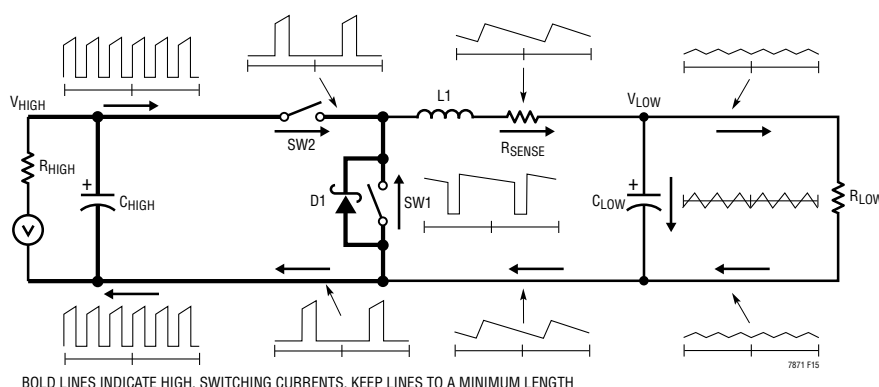 VHIGH
L1
VLOW
SW2
RSENSE
RHIGH
+
CHIGH
D1
SW1
+
CLOW
RLOW
V
7871 F15
BOLD LINES INDICATE HIGH, SWITCHING CURRENTS. KEEP LINES TO A MINIMUM LENGTH